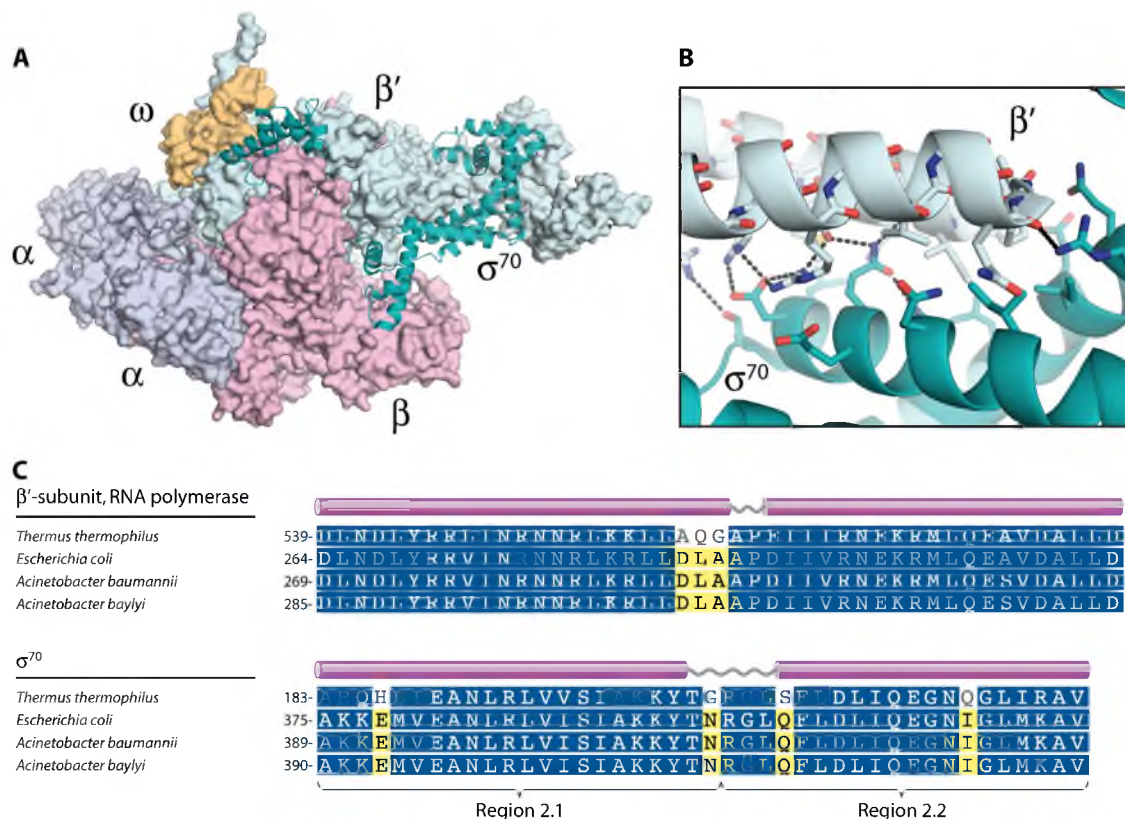 A
ω
β′
α
σ⁷⁰
α
β
B
β′
σ⁷⁰
C
β′-subunit, RNA polymerase
Thermus thermophilus 539- DLNDLYRRLINRNNRLKKLLAQGAPEIIIRNEKRMLQEAVDALLD
Escherichia coli 264- DLNDLYRRVINRNNRLKRLLDLAAPDIIVRNEKRMLQEAVDALLD
Acinetobacter baumannii 269- DLNDLYRRVINRNNRLKRLLDLAAPDIIVRNEKRMLQESVDALLD
Acinetobacter baylyi 285- DLNDLYRRVINRNNRLKRLLDLAAPDIIVRNEKRMLQESVDALLD
σ⁷⁰
Thermus thermophilus 183-
Escherichia coli 375- AKKEMVEANLRLVISIAKKYTNRGLQFLDLIQEGNIGLMKAV
Acinetobacter baumannii 389- AKKEMVEANLRLVISIAKKYTNRGLQFLDLIQEGNIGLMKAV
Acinetobacter baylyi 390- AKKEMVEANLRLVISIAKKYTNRGLQFLDLIQEGNIGLMKAV
Region 2.1 Region 2.2